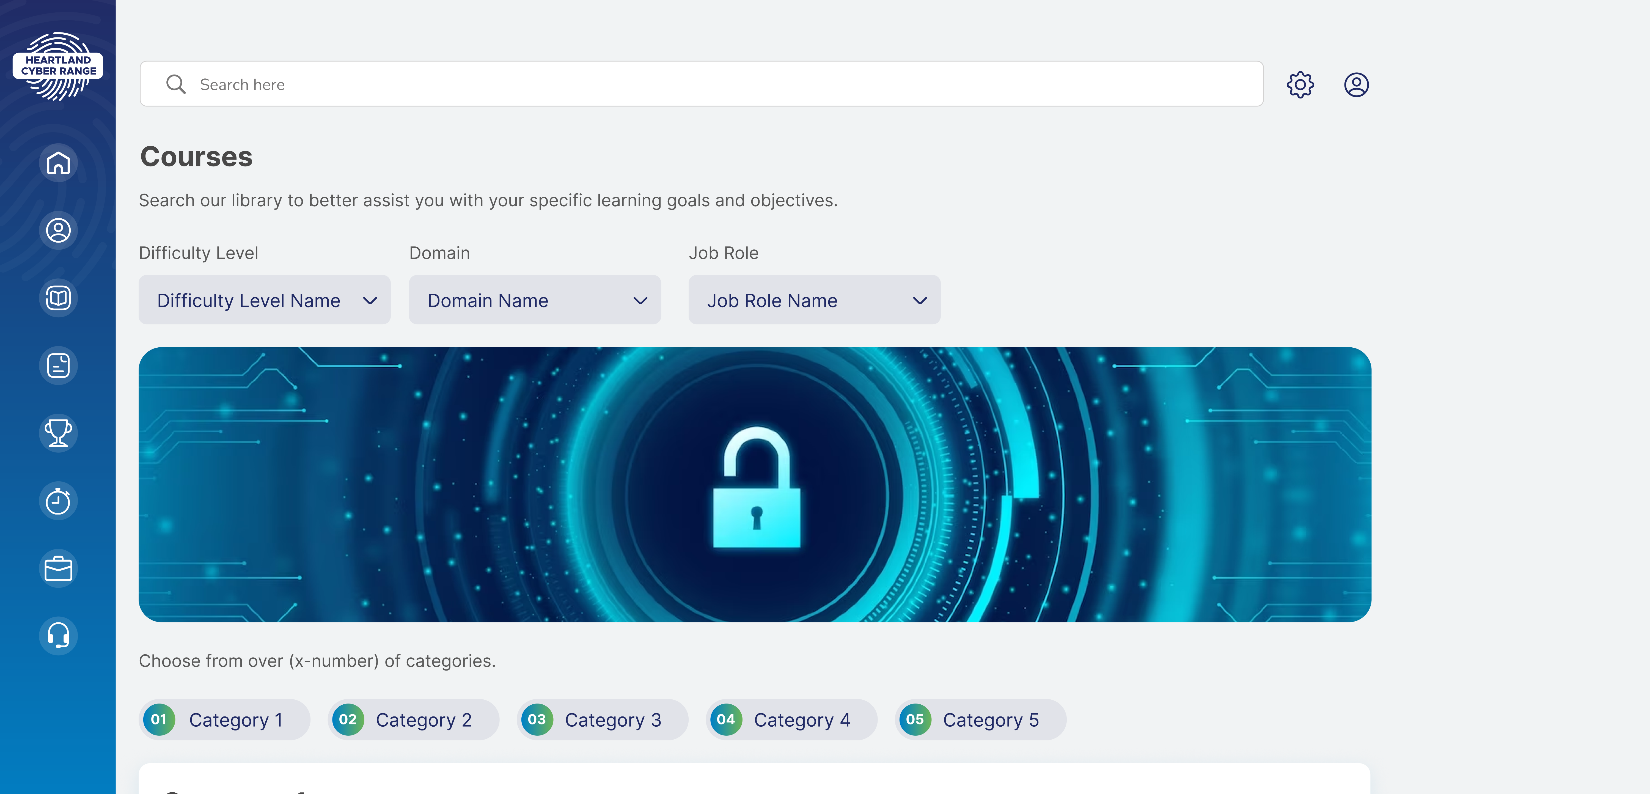 HEARTLAND
CYBER RANGE
Search here
Courses
Search our library to better assist you with your specific learning goals and objectives.
Difficulty Level
Domain
Job Role
Difficulty Level Name
Domain Name
Job Role Name
Choose from over (x-number) of categories.
01 Category 1
02 Category 2
03 Category 3
04 Category 4
05 Category 5